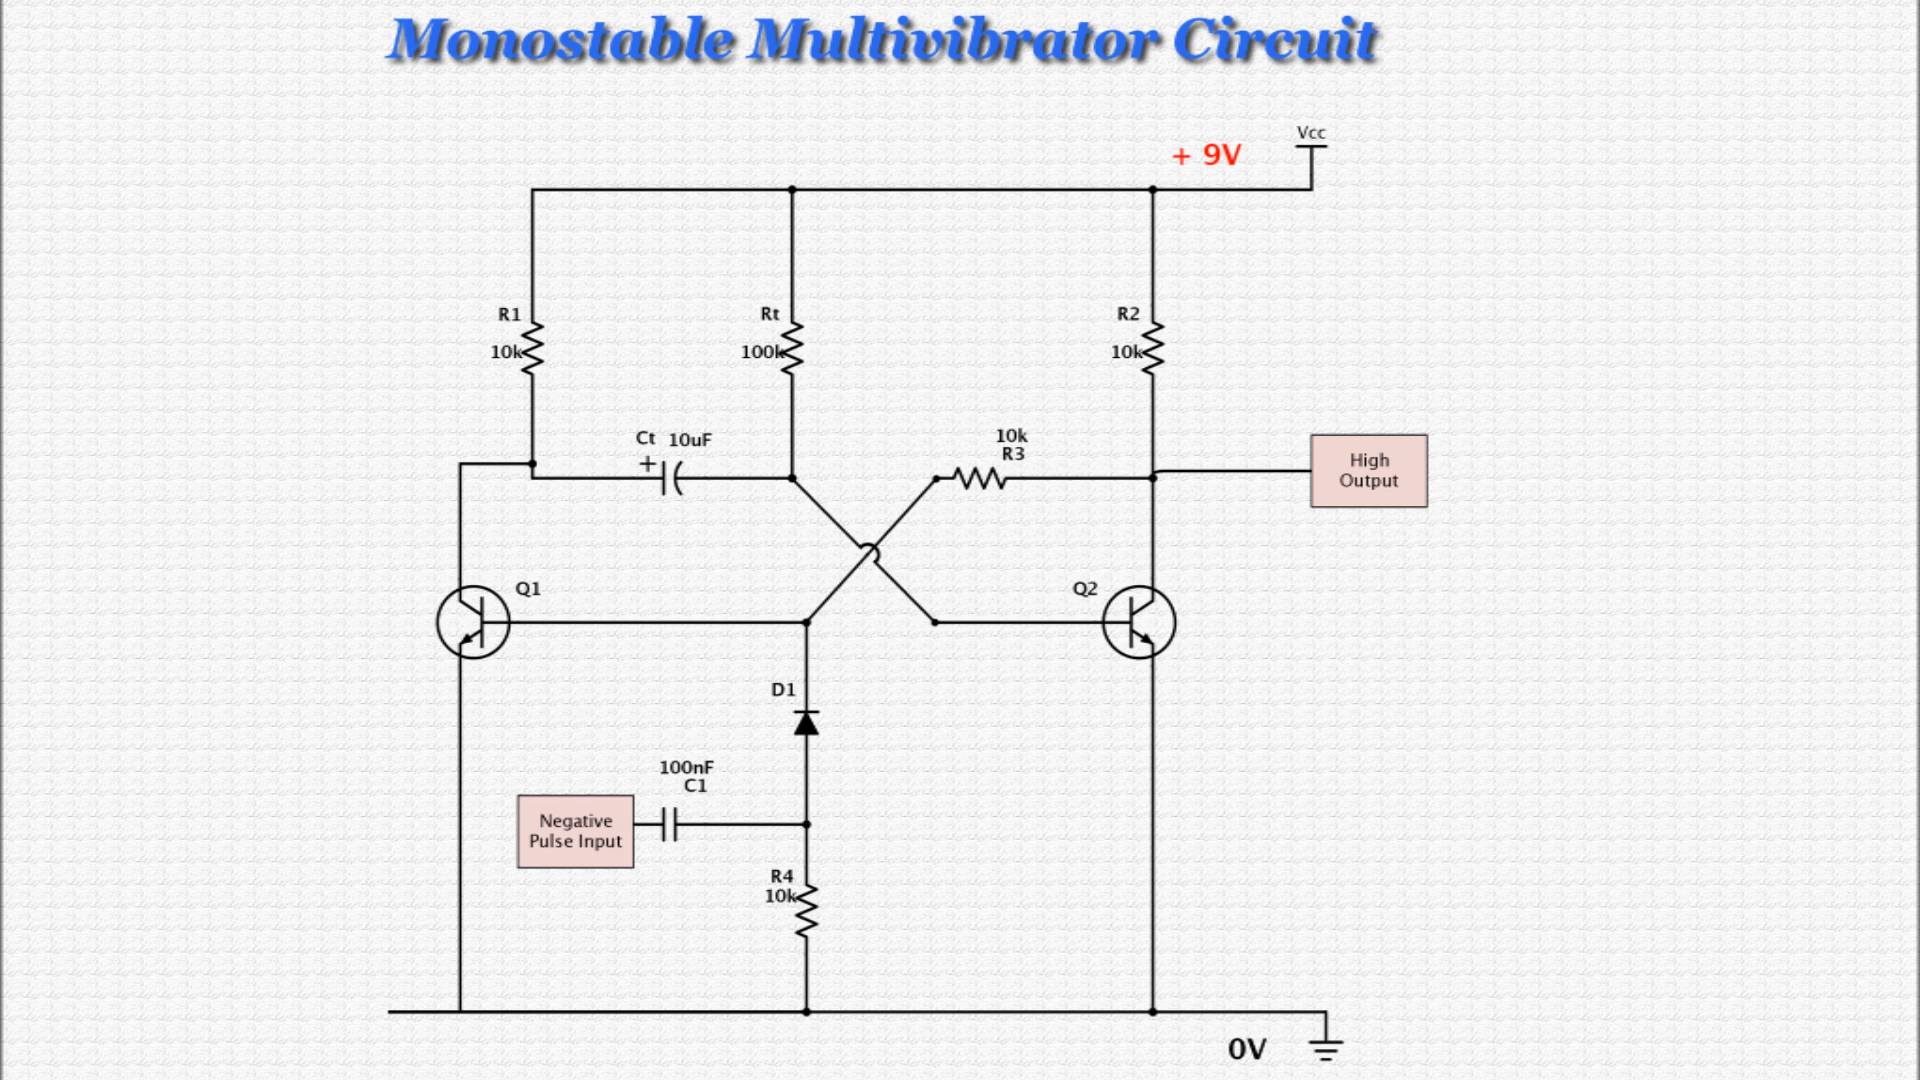 Monostable Multivibrator Circuit
Vcc
+ 9V
R1
10k
Rt
100k
R2
10k
Ct 10uF
+
10k
R3
High
Output
Q1
Q2
D1
100nF
C1
Negative
Pulse Input
R4
10k
0V